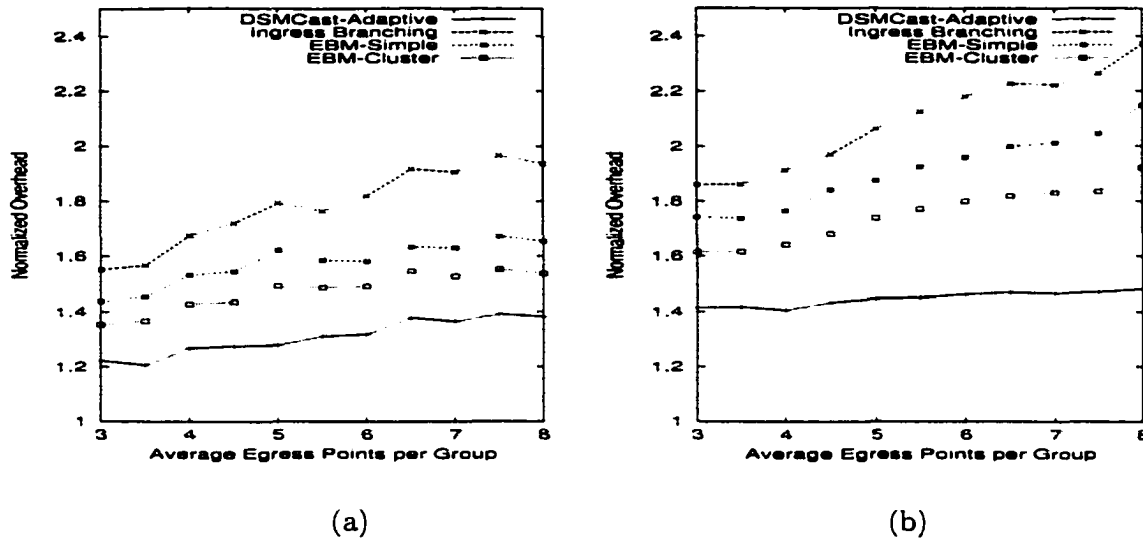 DSMCast-Adaptive
Ingress Branching
EBM-Simple
EBM-Cluster
2.4
2.2
2
1.8
1.6
1.4
1.2
1
Normalized Overhead
3 4 5 6 7 8
Average Egress Points per Group
(a)
DSMCast-Adaptive
Ingress Branching
EBM-Simple
EBM-Cluster
2.4
2.2
2
1.8
1.6
1.4
1.2
1
Normalized Overhead
3 4 5 6 7 8
Average Egress Points per Group
(b)